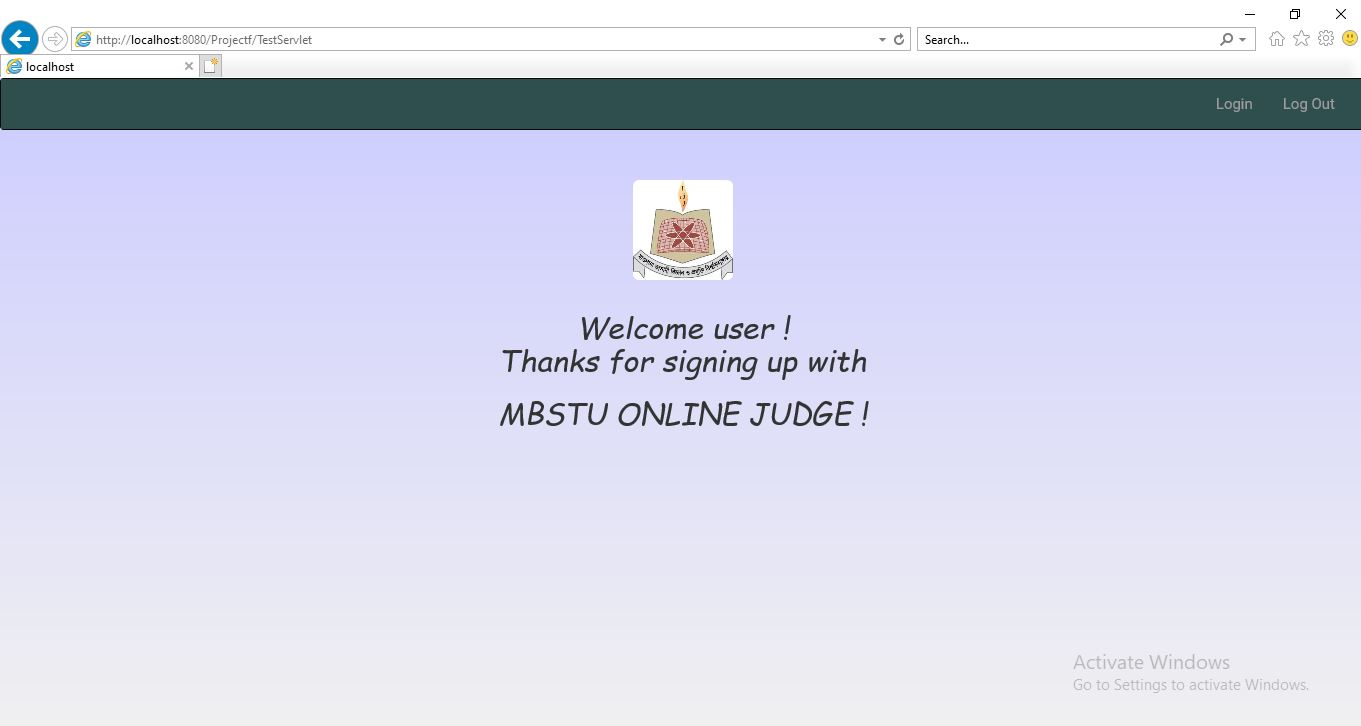 http://localhost:8080/Projectf/TestServlet
Search...
localhost
Login
Log Out
Welcome user !
Thanks for signing up with
MBSTU ONLINE JUDGE !
Activate Windows
Go to Settings to activate Windows.